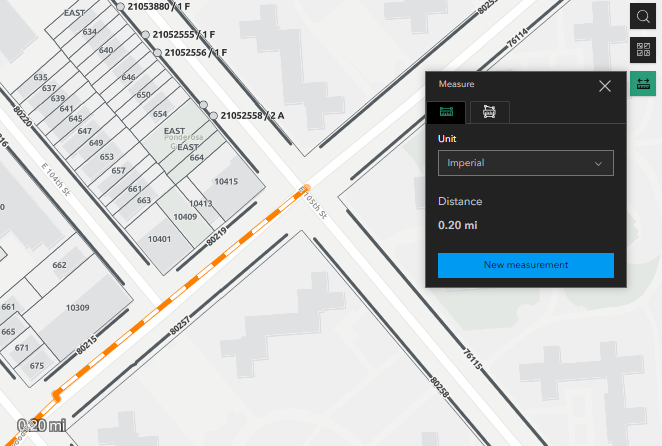 EAST
21053880 / 1 F
634
21052555 / 1 F
640
21052556 / 1 F
646
635
637
639
641
645
647
649
653
657
661
663
650
654
21052558 / 2 A
EAST
Ponderosa
EAST
664
10415
10413
10409
10401
80220
E 104th St
80219
E 105th St
76114
662
10309
661
665
671
675
80215
80257
80258
76115
0.20 mi
Measure
Unit
Imperial
Distance
0.20 mi
New measurement